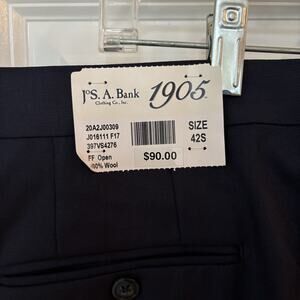 JoS. A. Bank 1905
Clothing Co., Inc.
20A2J00309
J016111 F17
397VS4276
SIZE
42S
FF Open
100% Wool
$90.00